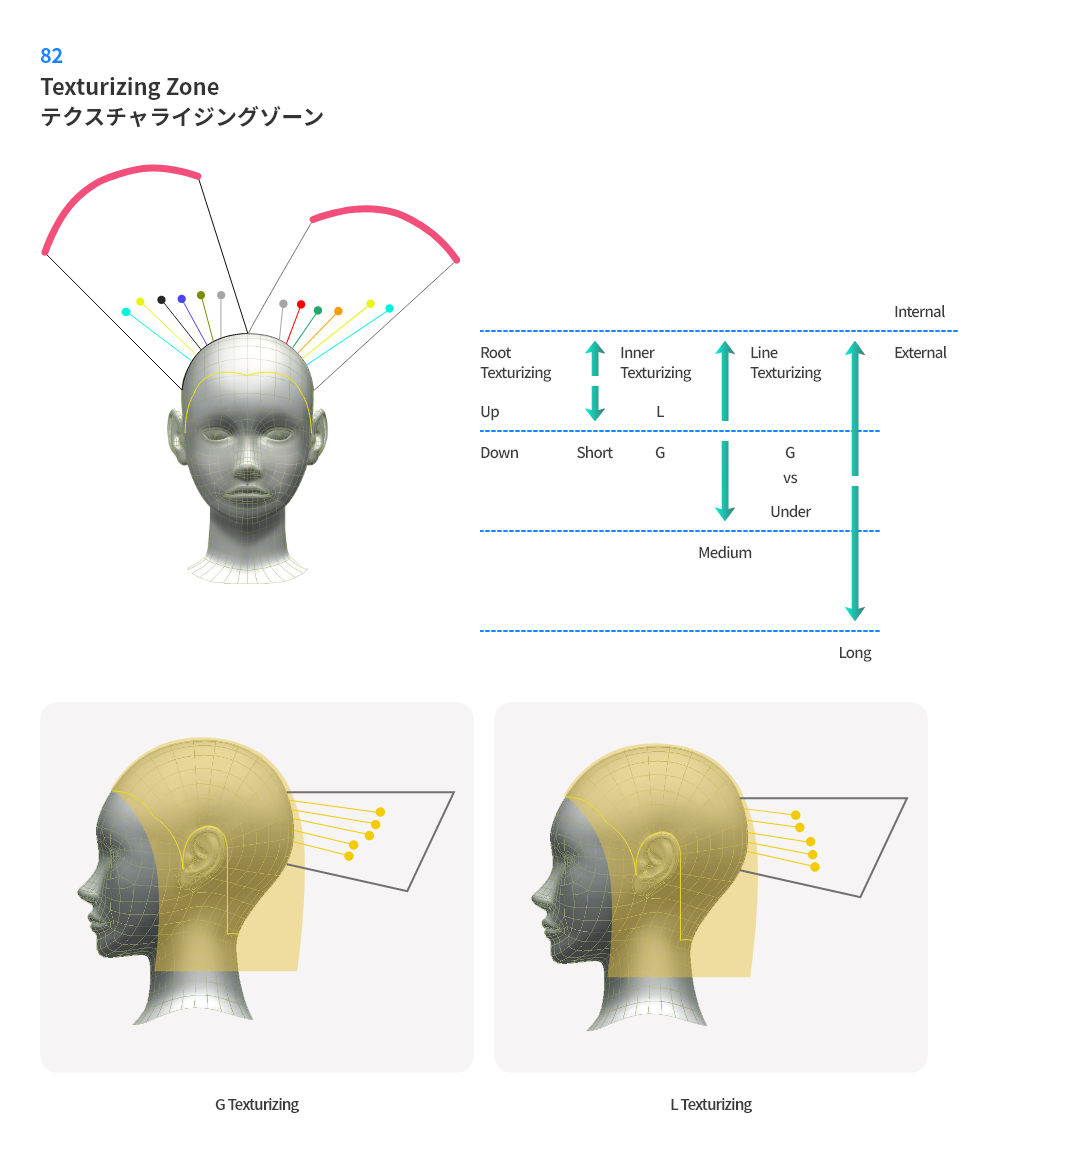 82
Texturizing Zone
テクスチャライジングゾーン
Internal
Root
Texturizing
Inner
Texturizing
Line
Texturizing
External
Up
L
Down
Short
G
G
vs
Under
Medium
Long
G Texturizing
L Texturizing